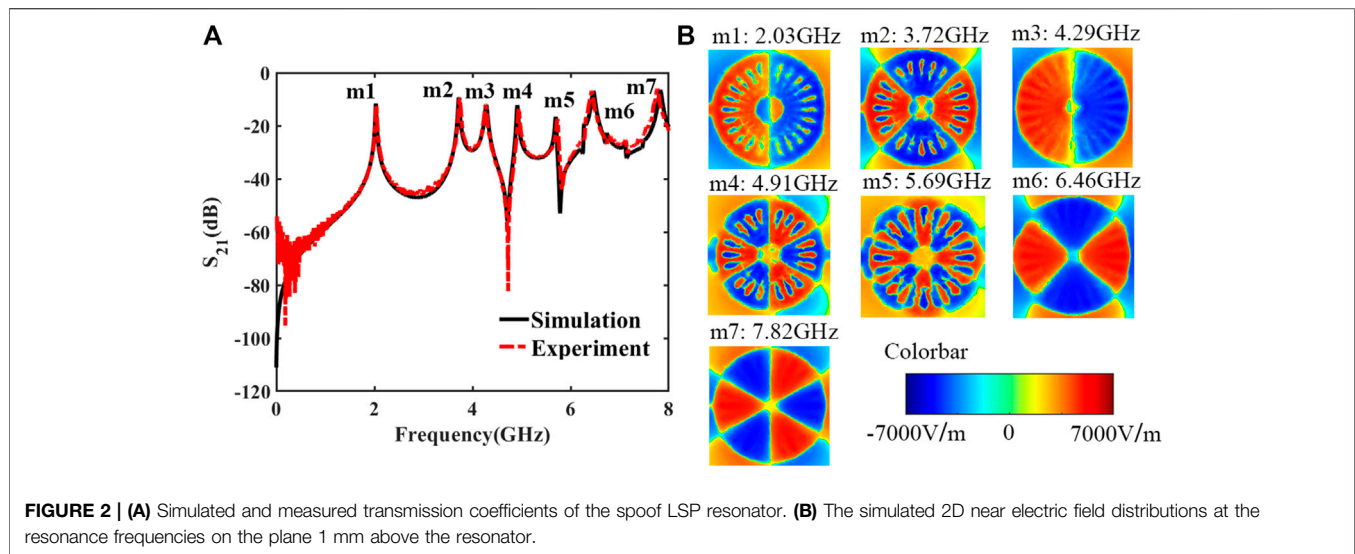 A
S21(dB)
0
-20
-40
-60
-80
-100
-120
m1
m2
m3
m4
m5
m6
m7
Simulation
Experiment
0 2 4 6 8
Frequency(GHz)
B
m1: 2.03GHz
m2: 3.72GHz
m3: 4.29GHz
m4: 4.91GHz
m5: 5.69GHz
m6: 6.46GHz
m7: 7.82GHz
Colorbar
-7000V/m 0 7000V/m
FIGURE 2 | (A) Simulated and measured transmission coefficients of the spoof LSP resonator. (B) The simulated 2D near electric field distributions at the
resonance frequencies on the plane 1 mm above the resonator.